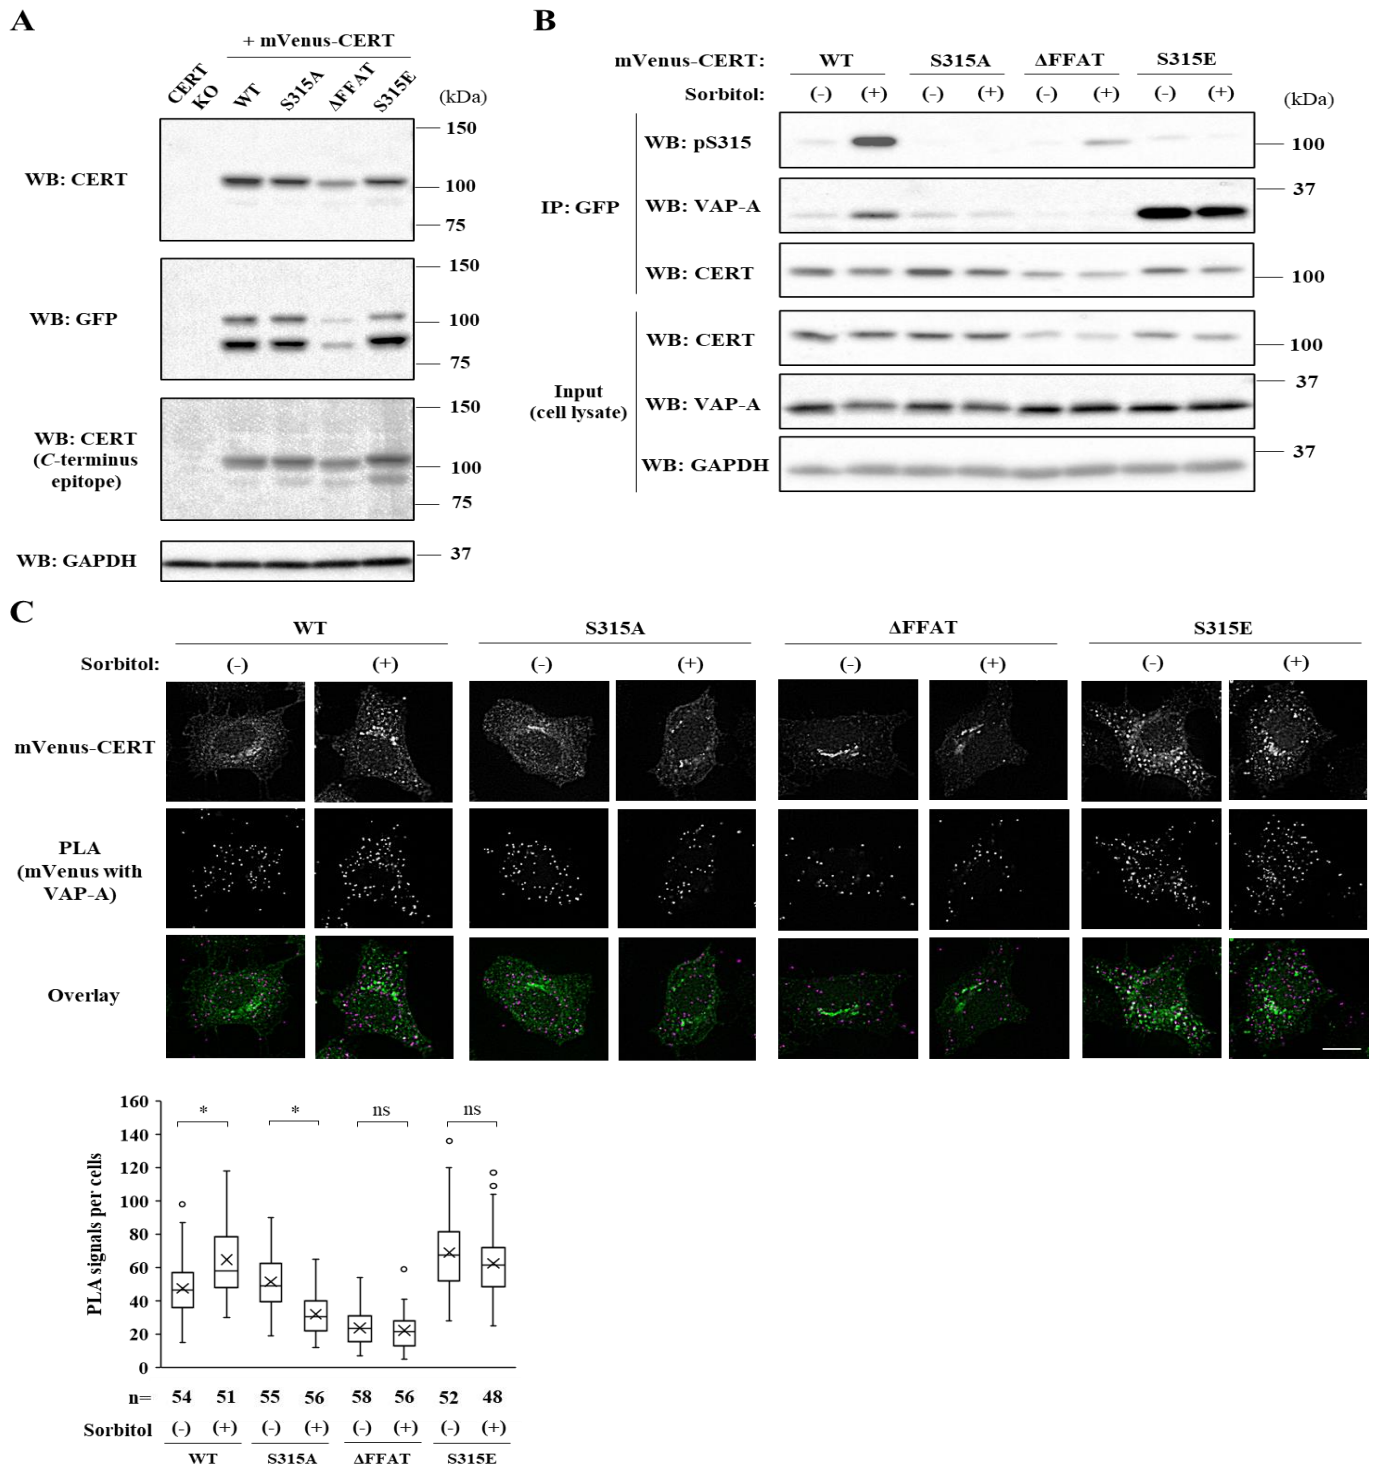 A
+ mVenus-CERT
CERT KO
WT
S315A
ΔFFAT
S315E
(kDa)
WB: CERT
150
100
75
WB: GFP
150
100
75
WB: CERT
(C-terminus
epitope)
150
100
75
WB: GAPDH
37
B
mVenus-CERT: WT S315A ΔFFAT S315E
Sorbitol: (-) (+) (-) (+) (-) (+) (-) (+) (kDa)
IP: GFP
WB: pS315 100
WB: VAP-A 37
WB: CERT 100
Input
(cell lysate)
WB: CERT 100
WB: VAP-A 37
WB: GAPDH 37
C
WT S315A ΔFFAT S315E
Sorbitol: (-) (+) (-) (+) (-) (+) (-) (+)
mVenus-CERT
PLA
(mVenus with
VAP-A)
Overlay
PLA signals per cells
160
140
120
100
80
60
40
20
0
* * ns ns
n= 54 51 55 56 58 56 52 48
Sorbitol (-) (+) (-) (+) (-) (+) (-) (+)
WT S315A ΔFFAT S315E